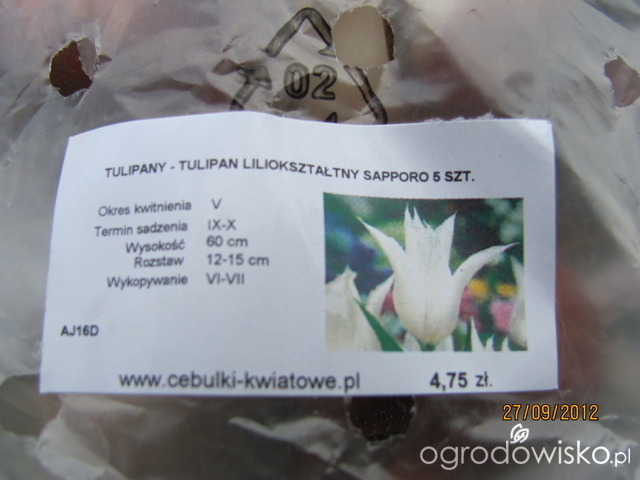 02
TULIPANY - TULIPAN LILIOKSZTAŁTNY SAPPORO 5 SZT.
Okres kwitnienia V
Termin sadzenia IX-X
Wysokość 60 cm
Rozstaw 12-15 cm
Wykopywanie VI-VII
AJ16D
www.cebulki-kwiatowe.pl 4,75 zł.
27/09/2012
ogrodowisko.pl